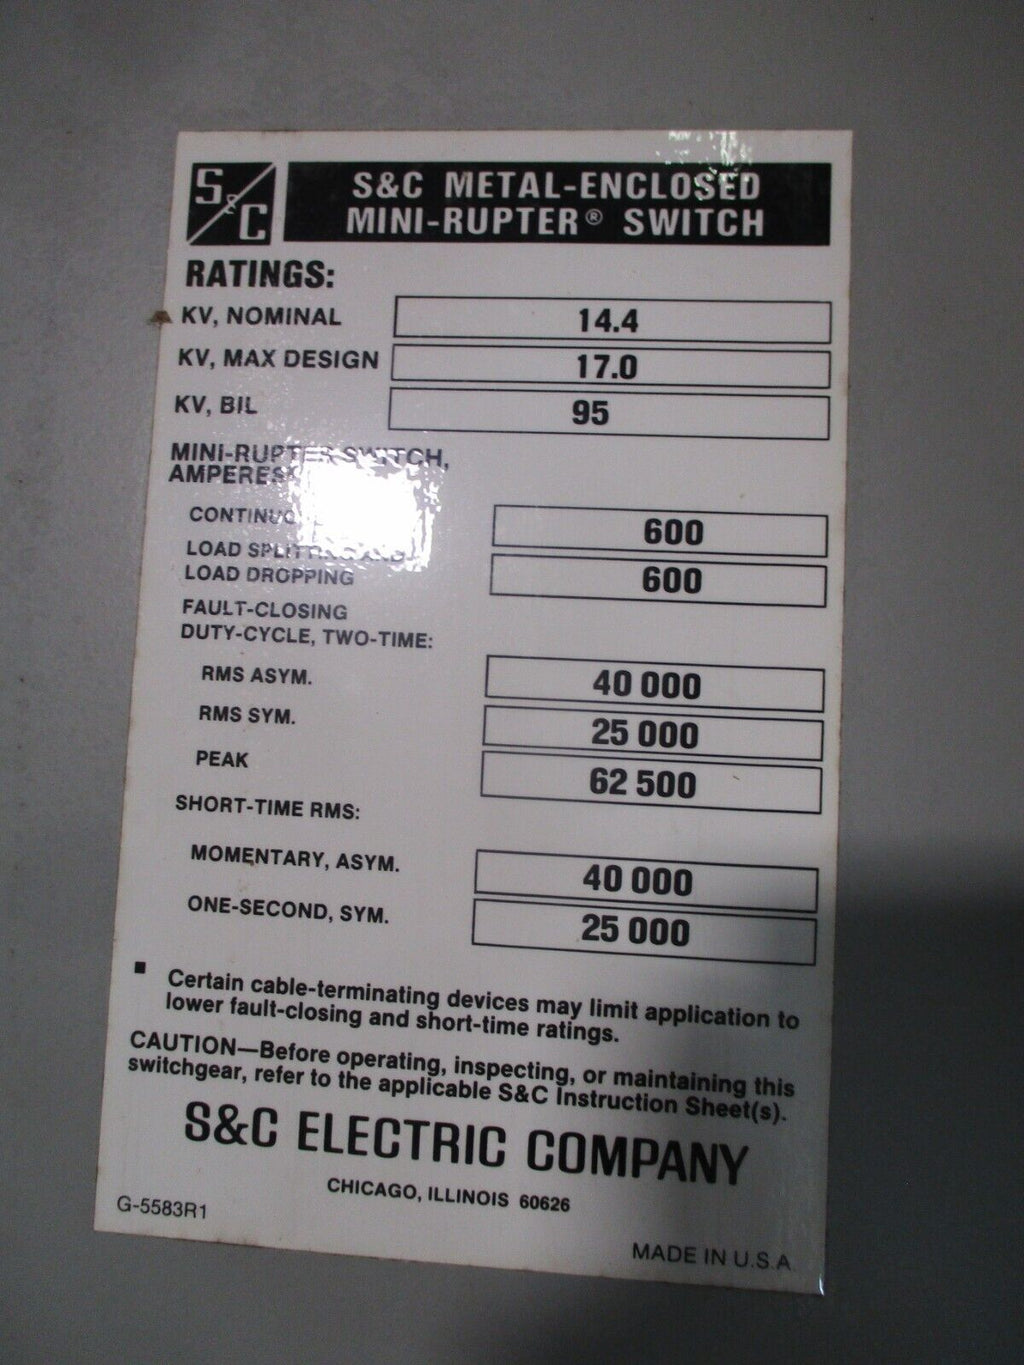 S&C
S&C METAL-ENCLOSED
MINI-RUPTER® SWITCH
RATINGS:
KV, NOMINAL 14.4
KV, MAX DESIGN 17.0
KV, BIL 95
MINI-RUPTER SWITCH,
AMPERES
600
LOAD SPLITTING AND
LOAD DROPPING 600
FAULT-CLOSING
DUTY-CYCLE, TWO-TIME:
RMS ASYM. 40 000
RMS SYM. 25 000
PEAK 62 500
SHORT-TIME RMS:
MOMENTARY, ASYM. 40 000
ONE-SECOND, SYM. 25 000
■ Certain cable-terminating devices may limit application to
lower fault-closing and short-time ratings.
CAUTION—Before operating, inspecting, or maintaining this
switchgear, refer to the applicable S&C Instruction Sheet(s).
S&C ELECTRIC COMPANY
CHICAGO, ILLINOIS 60626
G-5583R1
MADE IN U.S.A.